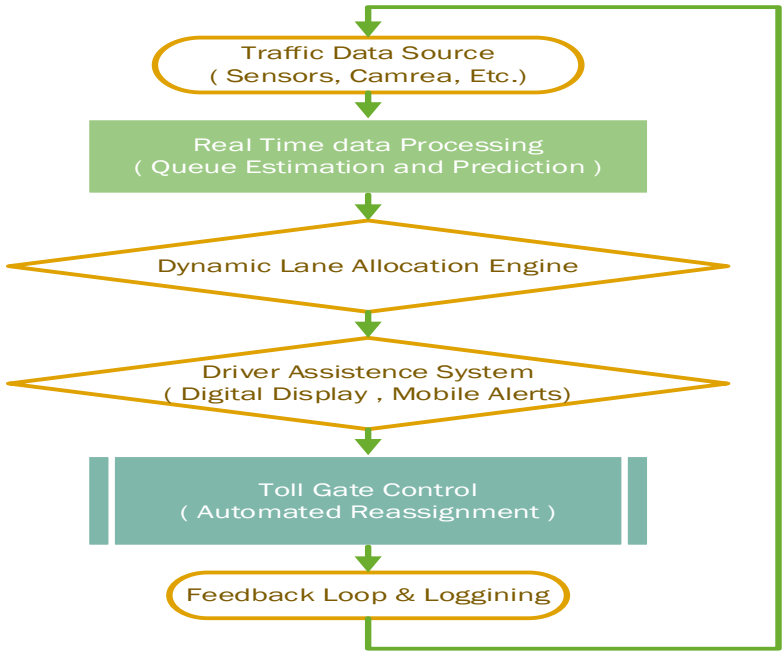 Traffic Data Source
( Sensors, Camrea, Etc.)
Real Time data Processing
( Queue Estimation and Prediction )
Dynamic Lane Allocation Engine
Driver Assistence System
( Digital Display , Mobile Alerts)
Toll Gate Control
( Automated Reassignment )
Feedback Loop & Loggining